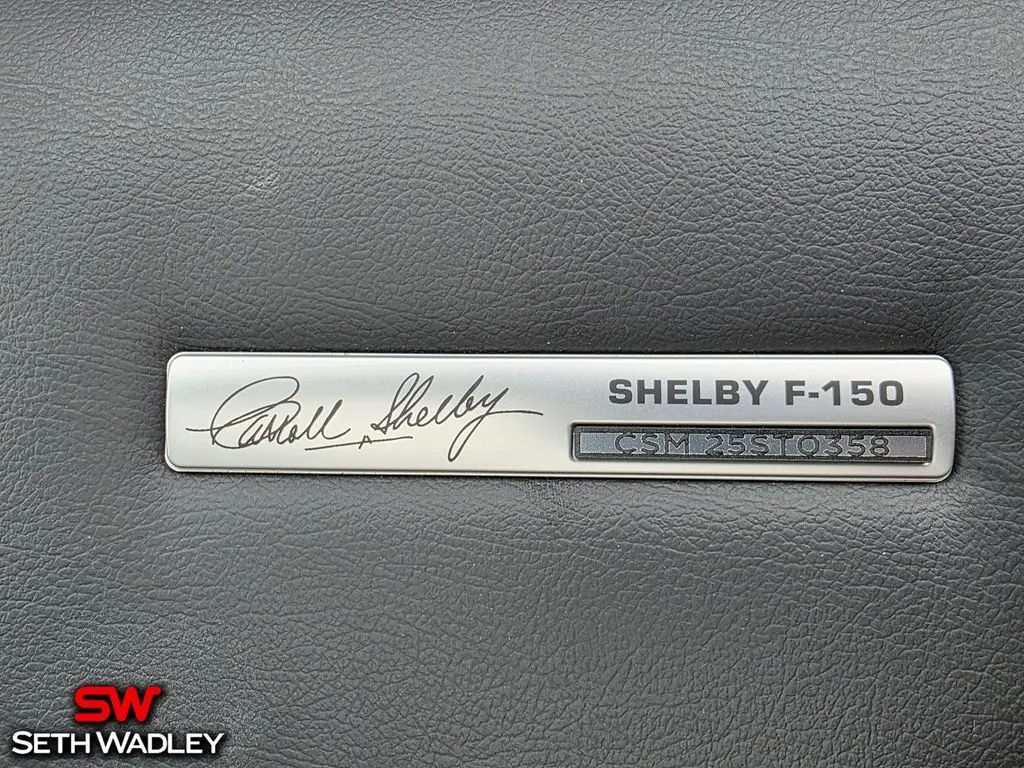 Carroll Shelby
SHELBY F-150
CSM 25ST0358
SW
SETH WADLEY